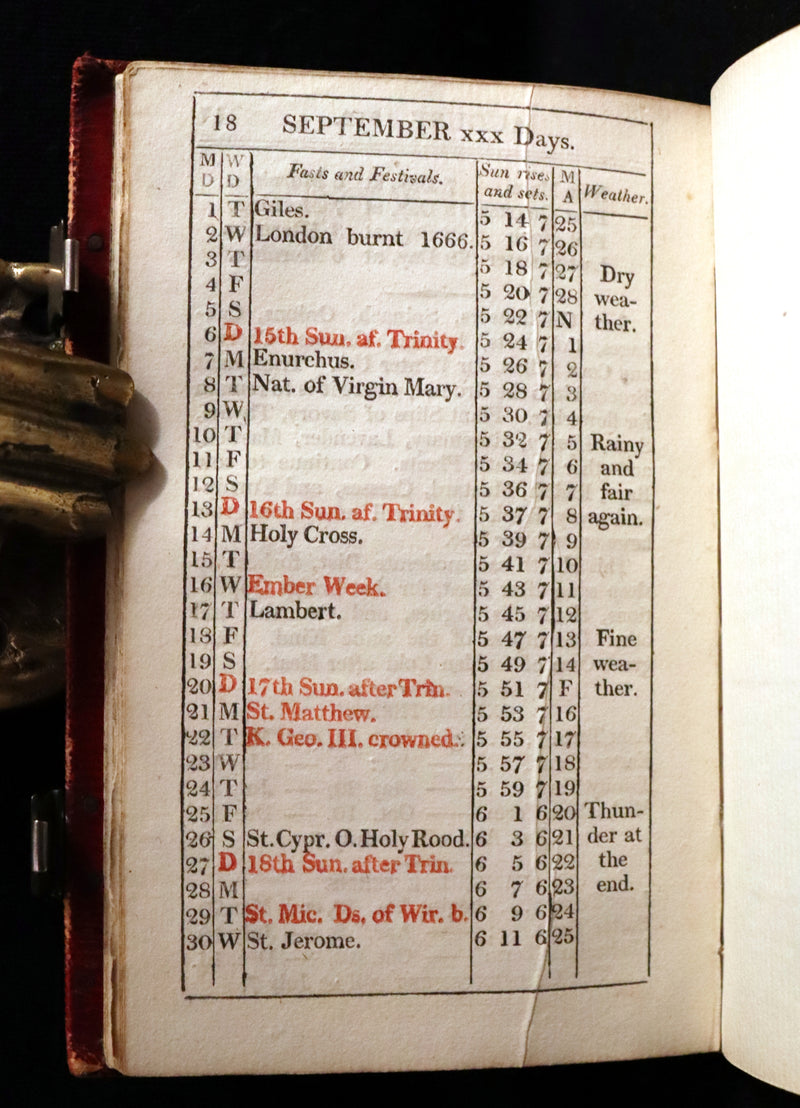 18 SEPTEMBER xxx Days.
M D W D Fasts and Festivals. Sun rises and sets. M A Weather.
1 T Giles. 5 14 7 25
2 W London burnt 1666. 5 16 7 26
3 T 5 18 7 27 Dry
4 F 5 20 7 28 wea-
5 S 5 22 7 N ther.
6 D 15th Sun. af. Trinity. 5 24 7 1
7 M Enurchus. 5 26 7 2
8 T Nat. of Virgin Mary. 5 28 7 3
9 W 5 30 7 4
10 T 5 32 7 5 Rainy
11 F 5 34 7 6 and
12 S 5 36 7 7 fair
13 D 16th Sun. af. Trinity. 5 37 7 8 again.
14 M Holy Cross. 5 39 7 9
15 T 5 41 7 10
16 W Ember Week. 5 43 7 11
17 T Lambert. 5 45 7 12
18 F 5 47 7 13 Fine
19 S 5 49 7 14 wea-
20 D 17th Sun. after Trin. 5 51 7 F ther.
21 M St. Matthew. 5 53 7 16
22 T K. Geo. III. crowned. 5 55 7 17
23 W 5 57 7 18
24 T 5 59 7 19
25 F 6 1 6 20 Thun-
26 S St. Cypr. O. Holy Rood. 6 3 6 21 der at
27 D 18th Sun. after Trin. 6 5 6 22 the
28 M 6 7 6 23 end.
29 T St. Mic. Ds. of Wir. b. 6 9 6 24
30 W St. Jerome. 6 11 6 25